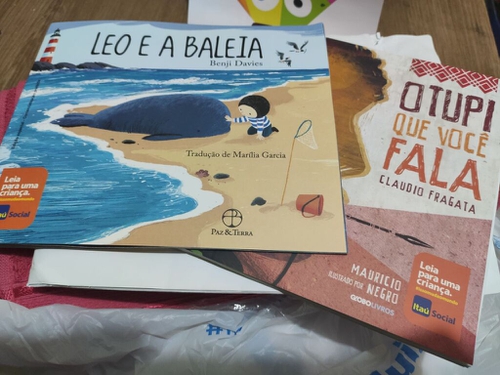 LEO E A BALEIA
Benji Davies
Tradução de Marília Garcia
Leia
para uma
criança.
Itaú Social
PAZ & TERRA
O TUPI
QUE VOCÊ
FALA
CLAUDIO FRAGATA
MAURICIO
ILUSTRADO POR NEGRO
GLOBOLIVROS
Leia
para uma
criança.
Itaú Social